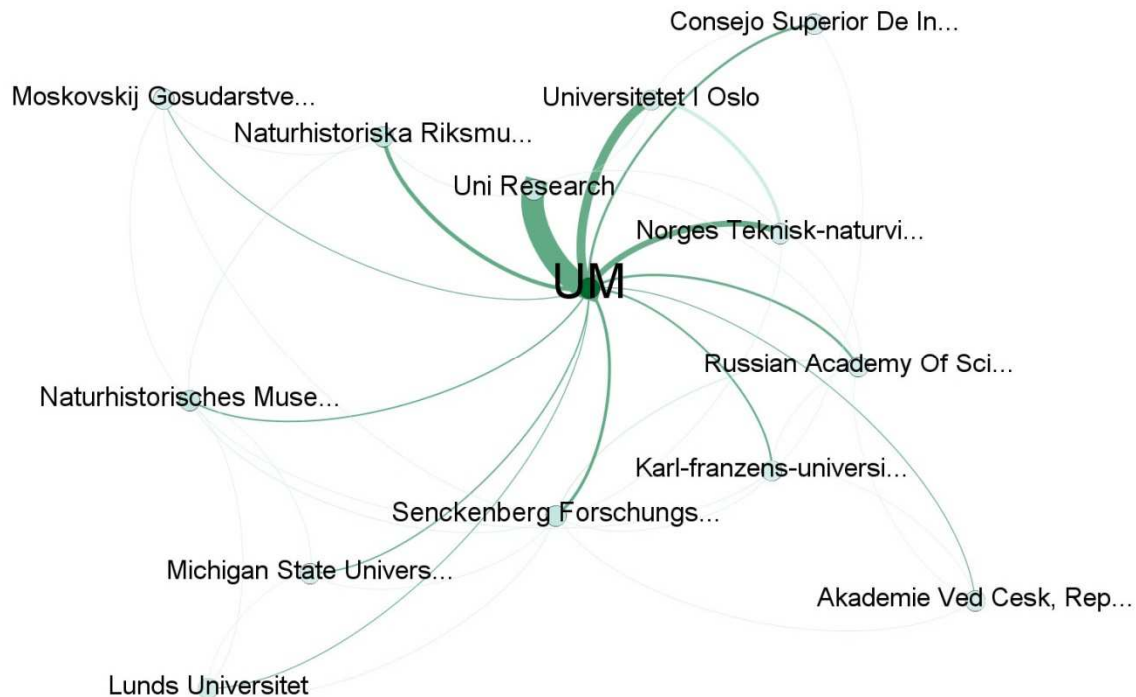 Consejo Superior De In...
Moskovskij Gosudarstve...
Universitetet I Oslo
Naturhistoriska Riksmu...
Uni Research
Norges Teknisk-naturvi...
UM
Russian Academy Of Sci...
Naturhistorisches Muse...
Karl-franzens-universi...
Senckenberg Forschungs...
Michigan State Univers...
Akademie Ved Cesk, Rep...
Lunds Universitet